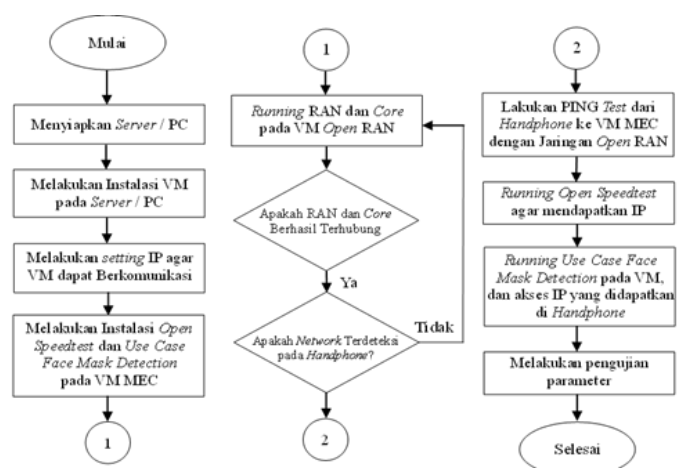 Mulai
Menyiapkan Server / PC
Melakukan Instalasi VM
pada Server / PC
Melakukan setting IP agar
VM dapat Berkomunikasi
Melakukan Instalasi Open
Speedtest dan Use Case
Face Mask Detection
pada VM MEC
1
1
Running RAN dan Core
pada VM Open RAN
Apakah RAN dan Core
Berhasil Terhubung
Ya
Apakah Network Terdeteksi
pada Handphone?
Tidak
2
2
Lakukan PING Test dari
Handphone ke VM MEC
dengan Jaringan Open RAN
Running Open Speedtest
agar mendapatkan IP
Running Use Case Face
Mask Detection pada VM,
dan akses IP yang didapatkan
di Handphone
Melakukan pengujian
parameter
Selesai